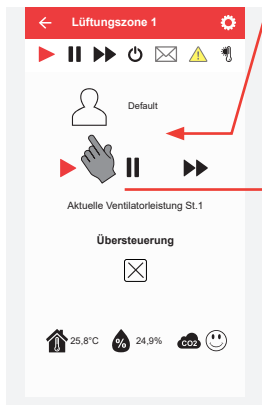 Lüftungszone 1
Default
Aktuelle Ventilatorleistung St.1
Übersteuerung
25,8°C % 24,9% CO2